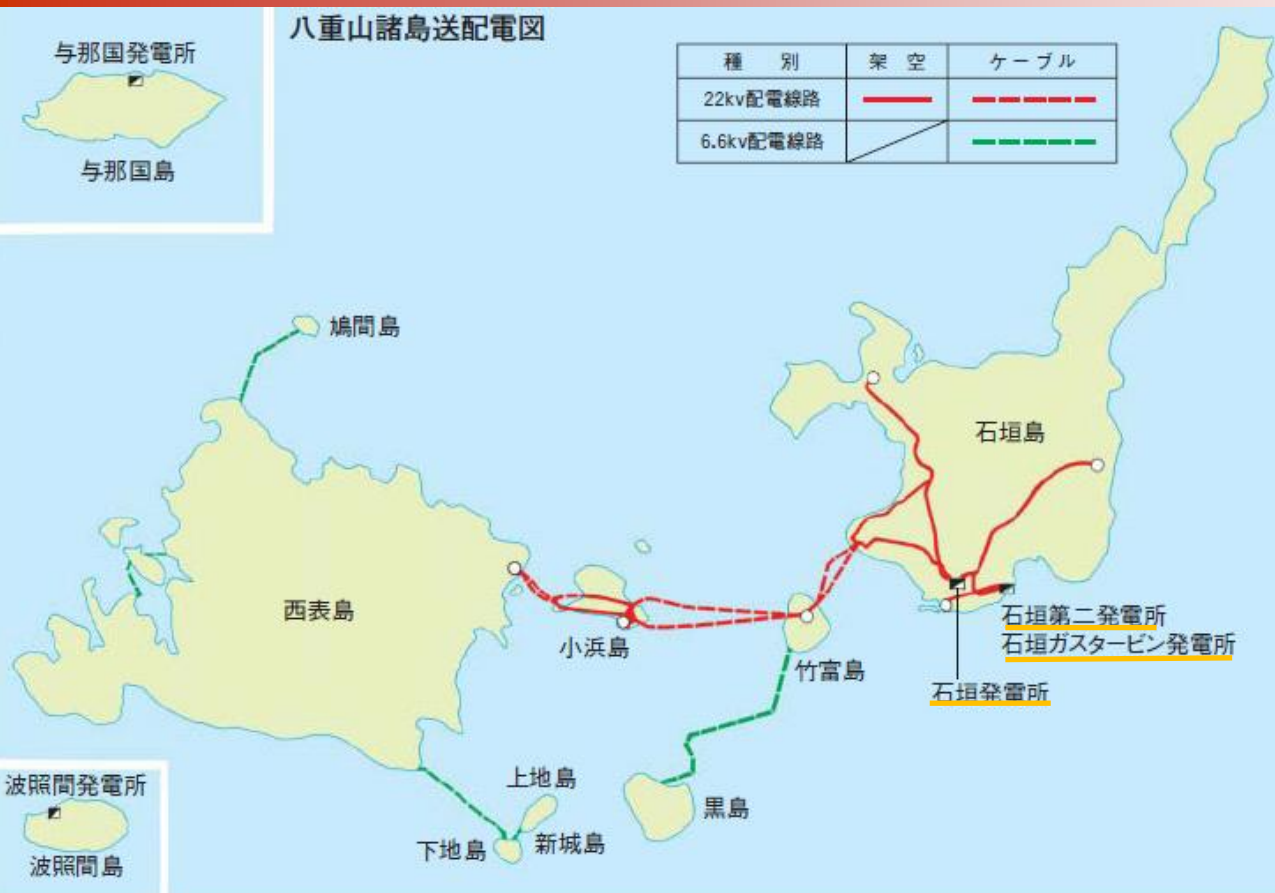 八重山諸島送配電図
与那国発電所
与那国島
種 別 架 空 ケーブル
22kv配電線路
6.6kv配電線路
鳩間島
石垣島
西表島
小浜島
竹富島
石垣第二発電所
石垣ガスタービン発電所
石垣発電所
波照間発電所
波照間島
上地島
下地島
新城島
黒島